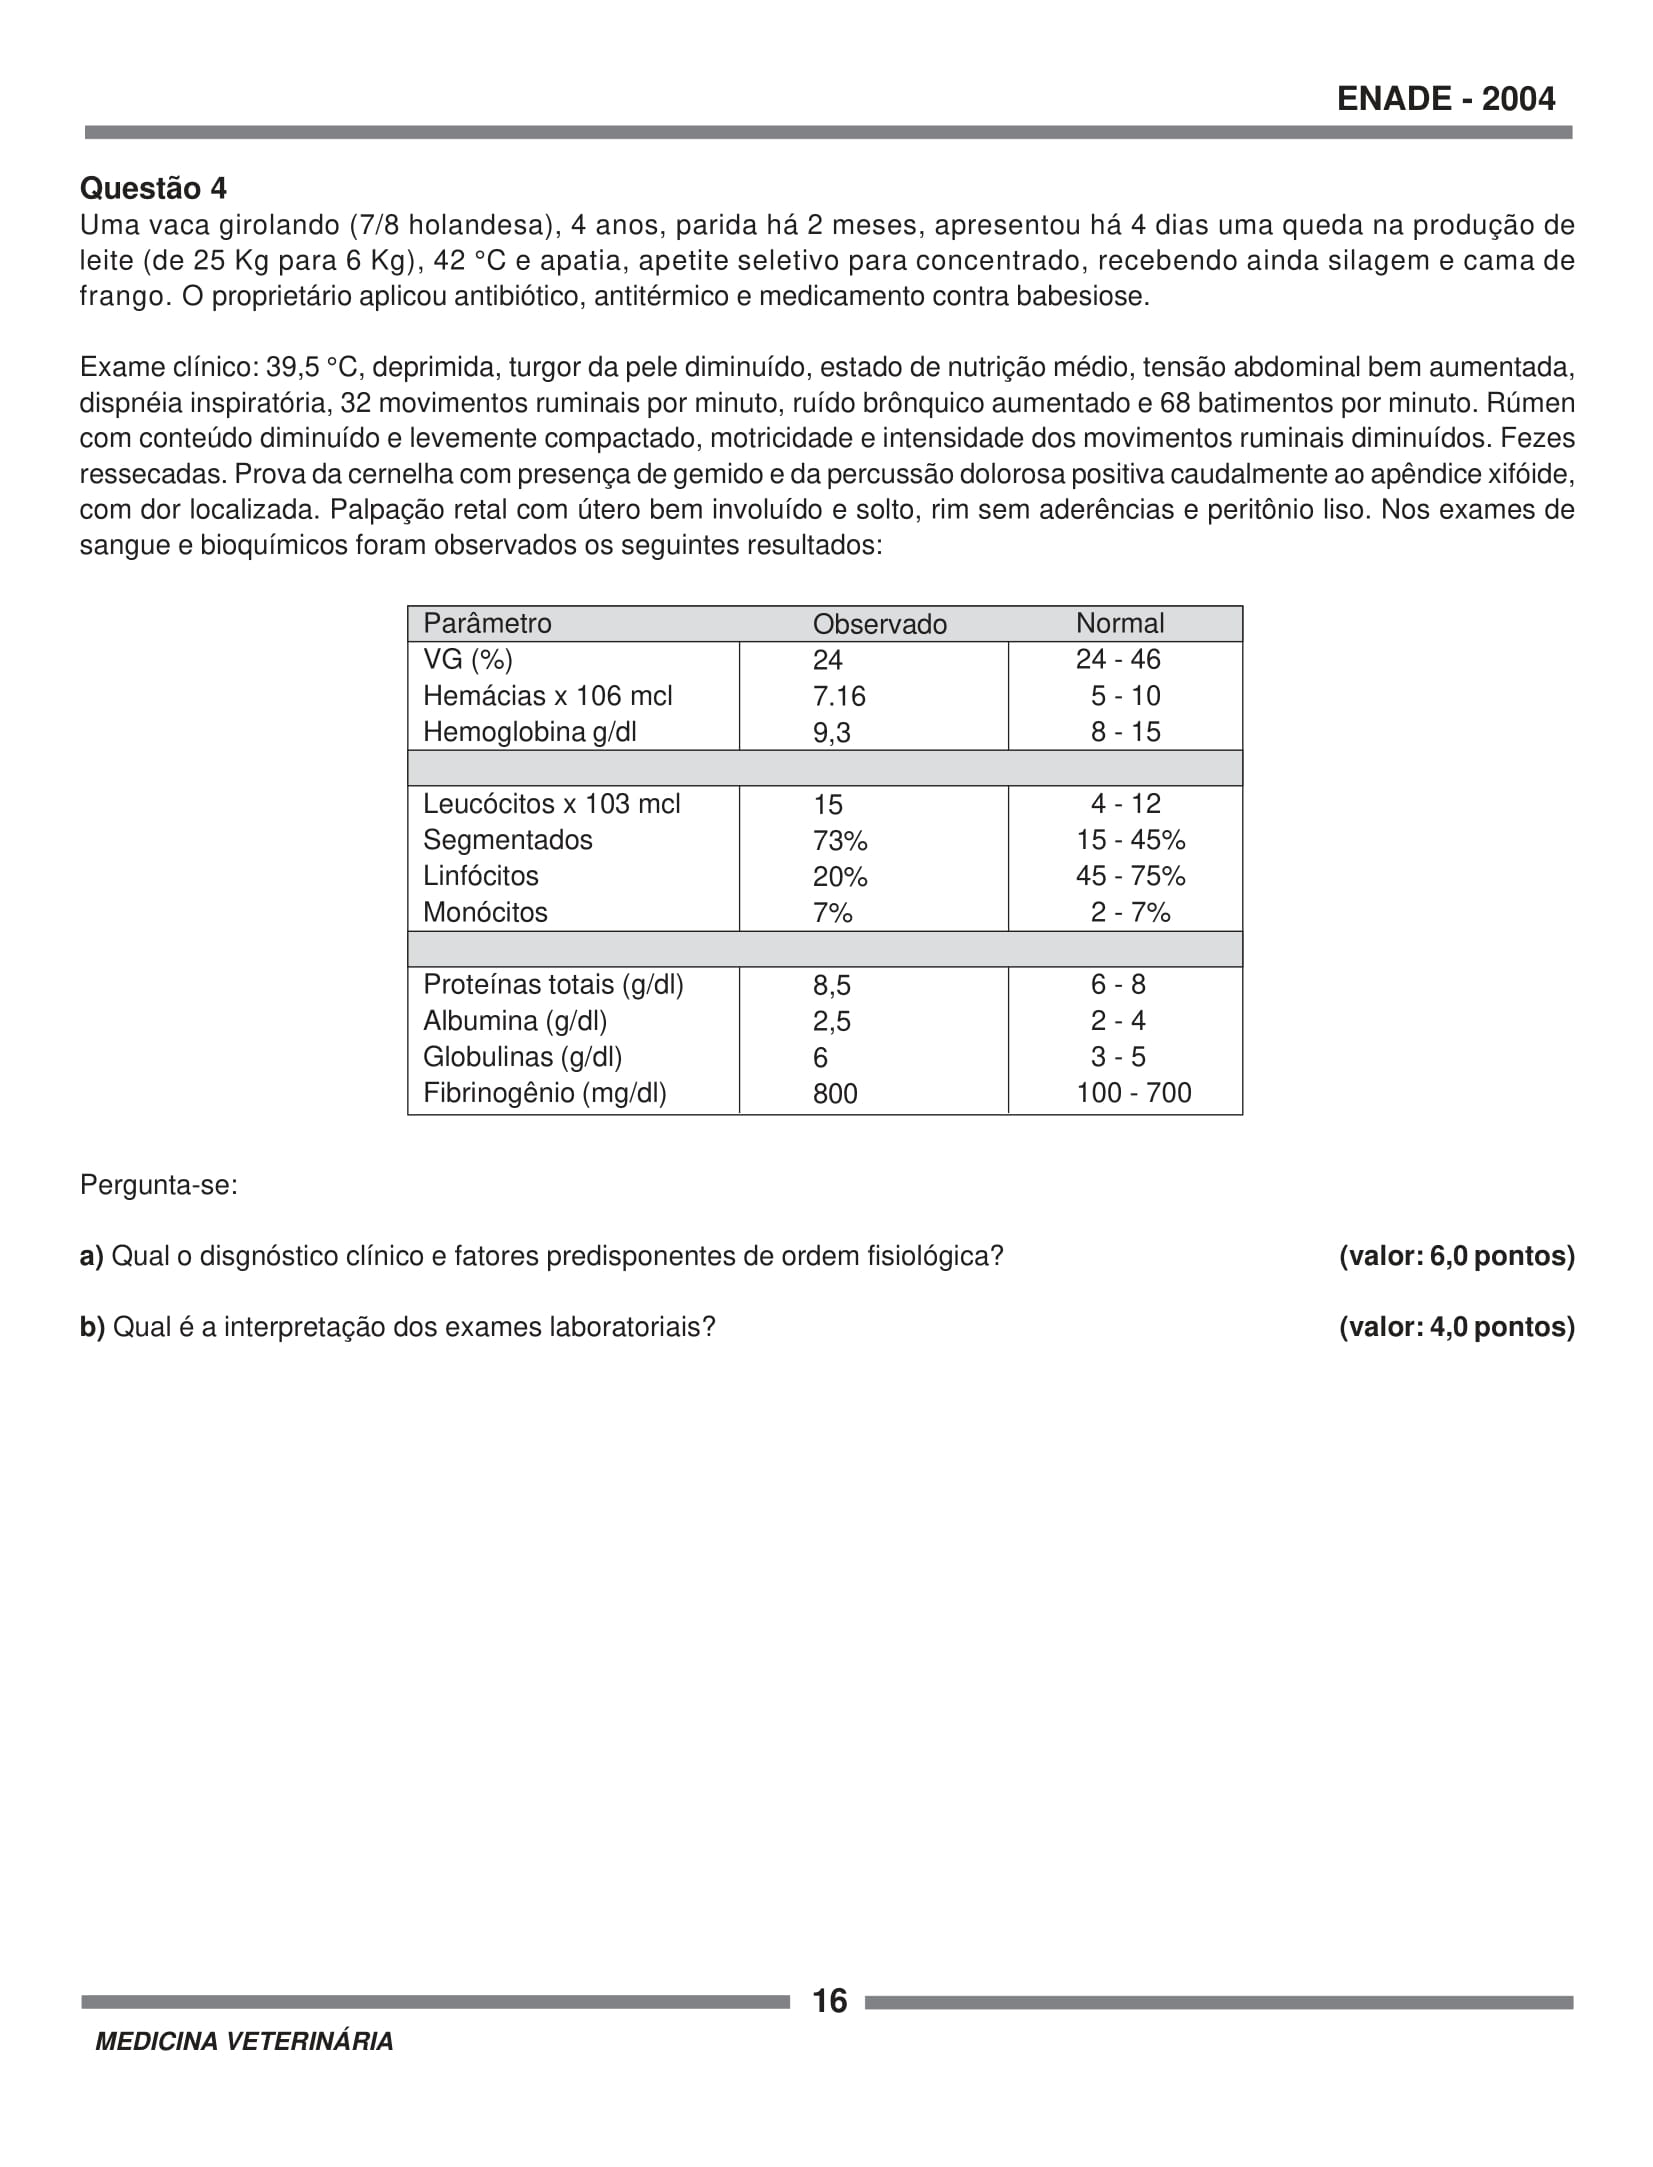 ENADE - 2004
Questão 4
Uma vaca girolando (7/8 holandesa), 4 anos, parida há 2 meses, apresentou há 4 dias uma queda na produção de
leite (de 25 Kg para 6 Kg), 42 °C e apatia, apetite seletivo para concentrado, recebendo ainda silagem e cama de
frango. O proprietário aplicou antibiótico, antitérmico e medicamento contra babesiose.
Exame clínico: 39,5 °C, deprimida, turgor da pele diminuído, estado de nutrição médio, tensão abdominal bem aumentada,
dispnéia inspiratória, 32 movimentos ruminais por minuto, ruído brônquico aumentado e 68 batimentos por minuto. Rúmen
com conteúdo diminuído e levemente compactado, motricidade e intensidade dos movimentos ruminais diminuídos. Fezes
ressecadas. Prova da cernelha com presença de gemido e da percussão dolorosa positiva caudalmente ao apêndice xifóide,
com dor localizada. Palpação retal com útero bem involuído e solto, rim sem aderências e peritônio liso. Nos exames de
sangue e bioquímicos foram observados os seguintes resultados:
Parâmetro Observado Normal
VG (%) 24 24 - 46
Hemácias x 106 mcl 7.16 5 - 10
Hemoglobina g/dl 9,3 8 - 15
Leucócitos x 103 mcl 15 4 - 12
Segmentados 73% 15 - 45%
Linfócitos 20% 45 - 75%
Monócitos 7% 2 - 7%
Proteínas totais (g/dl) 8,5 6 - 8
Albumina (g/dl) 2,5 2 - 4
Globulinas (g/dl) 6 3 - 5
Fibrinogênio (mg/dl) 800 100 - 700
Pergunta-se:
a) Qual o disgnóstico clínico e fatores predisponentes de ordem fisiológica? (valor: 6,0 pontos)
b) Qual é a interpretação dos exames laboratoriais? (valor: 4,0 pontos)
16
MEDICINA VETERINÁRIA